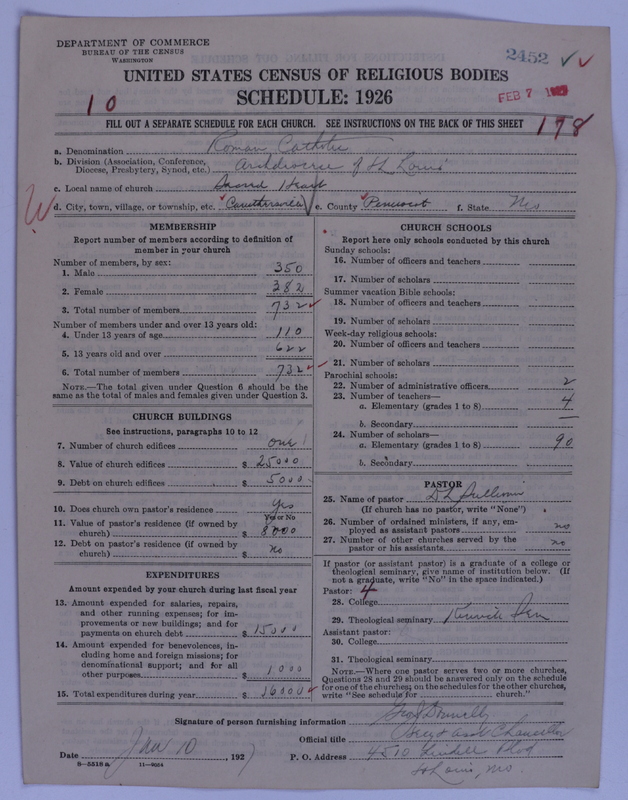 DEPARTMENT OF COMMERCE
BUREAU OF THE CENSUS
WASHINGTON
2452
UNITED STATES CENSUS OF RELIGIOUS BODIES
SCHEDULE: 1926
FEB 7
10
FILL OUT A SEPARATE SCHEDULE FOR EACH CHURCH. SEE INSTRUCTIONS ON THE BACK OF THIS SHEET
178
a. Denomination Roman Catholic
b. Division (Association, Conference, Diocese, Presbytery, Synod, etc.) Archdiocese of St Louis
c. Local name of church Sacred Heart
d. City, town, village, or township, etc. Caruthersville e. County Pemiscot f. State Mo
MEMBERSHIP
Report number of members according to definition of member in your church
Number of members, by sex:
1. Male 350
2. Female 382
3. Total number of members 732
Number of members under and over 13 years old:
4. Under 13 years of age 110
5. 13 years old and over 622
6. Total number of members 732
NOTE.—The total given under Question 6 should be the same as the total of males and females given under Question 3.
CHURCH BUILDINGS
See instructions, paragraphs 10 to 12
7. Number of church edifices one 1
8. Value of church edifices $ 25000
9. Debt on church edifices $ 5000
10. Does church own pastor's residence Yes
Yes or No
11. Value of pastor's residence (if owned by church) $ 8000
12. Debt on pastor's residence (if owned by church) $ no
EXPENDITURES
Amount expended by your church during last fiscal year
13. Amount expended for salaries, repairs, and other running expenses; for improvements or new buildings; and for payments on church debt $ 15000
14. Amount expended for benevolences, including home and foreign missions; for denominational support; and for all other purposes $ 1000
15. Total expenditures during year $ 16000
CHURCH SCHOOLS
Report here only schools conducted by this church
Sunday schools:
16. Number of officers and teachers
17. Number of scholars
Summer vacation Bible schools:
18. Number of officers and teachers
19. Number of scholars
Week-day religious schools:
20. Number of officers and teachers
21. Number of scholars
Parochial schools:
22. Number of administrative officers 2
23. Number of teachers—
a. Elementary (grades 1 to 8) 4
b. Secondary
24. Number of scholars—
a. Elementary (grades 1 to 8) 90
b. Secondary
PASTOR
25. Name of pastor D L Sullivan
(If church has no pastor, write "None")
26. Number of ordained ministers, if any, employed as assistant pastors no
27. Number of other churches served by the pastor or his assistants no
If pastor (or assistant pastor) is a graduate of a college or theological seminary, give name of institution below. (If not a graduate, write "No" in the space indicated.)
Pastor: 4
28. College
29. Theological seminary Kenrick Sem
Assistant pastor:
30. College
31. Theological seminary
NOTE.—Where one pastor serves two or more churches, Questions 28 and 29 should be answered only on the schedule for one of the churches; on the schedules for the other churches, write "See schedule for church."
Signature of person furnishing information Geo J Donnelly
Official title Secy & asst Chancellor
Date Jan 10, 1927 P. O. Address 4510 Lindell Blvd
St Louis, Mo.
8-5518a 11-9024